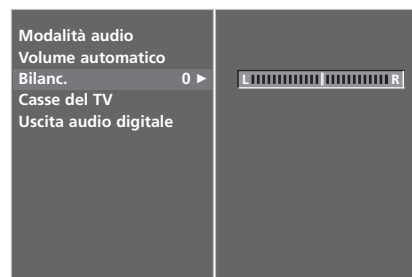 Modalità audio
Volume automatico
Bilanc. 0 ►
Casse del TV
Uscita audio digitale
L R